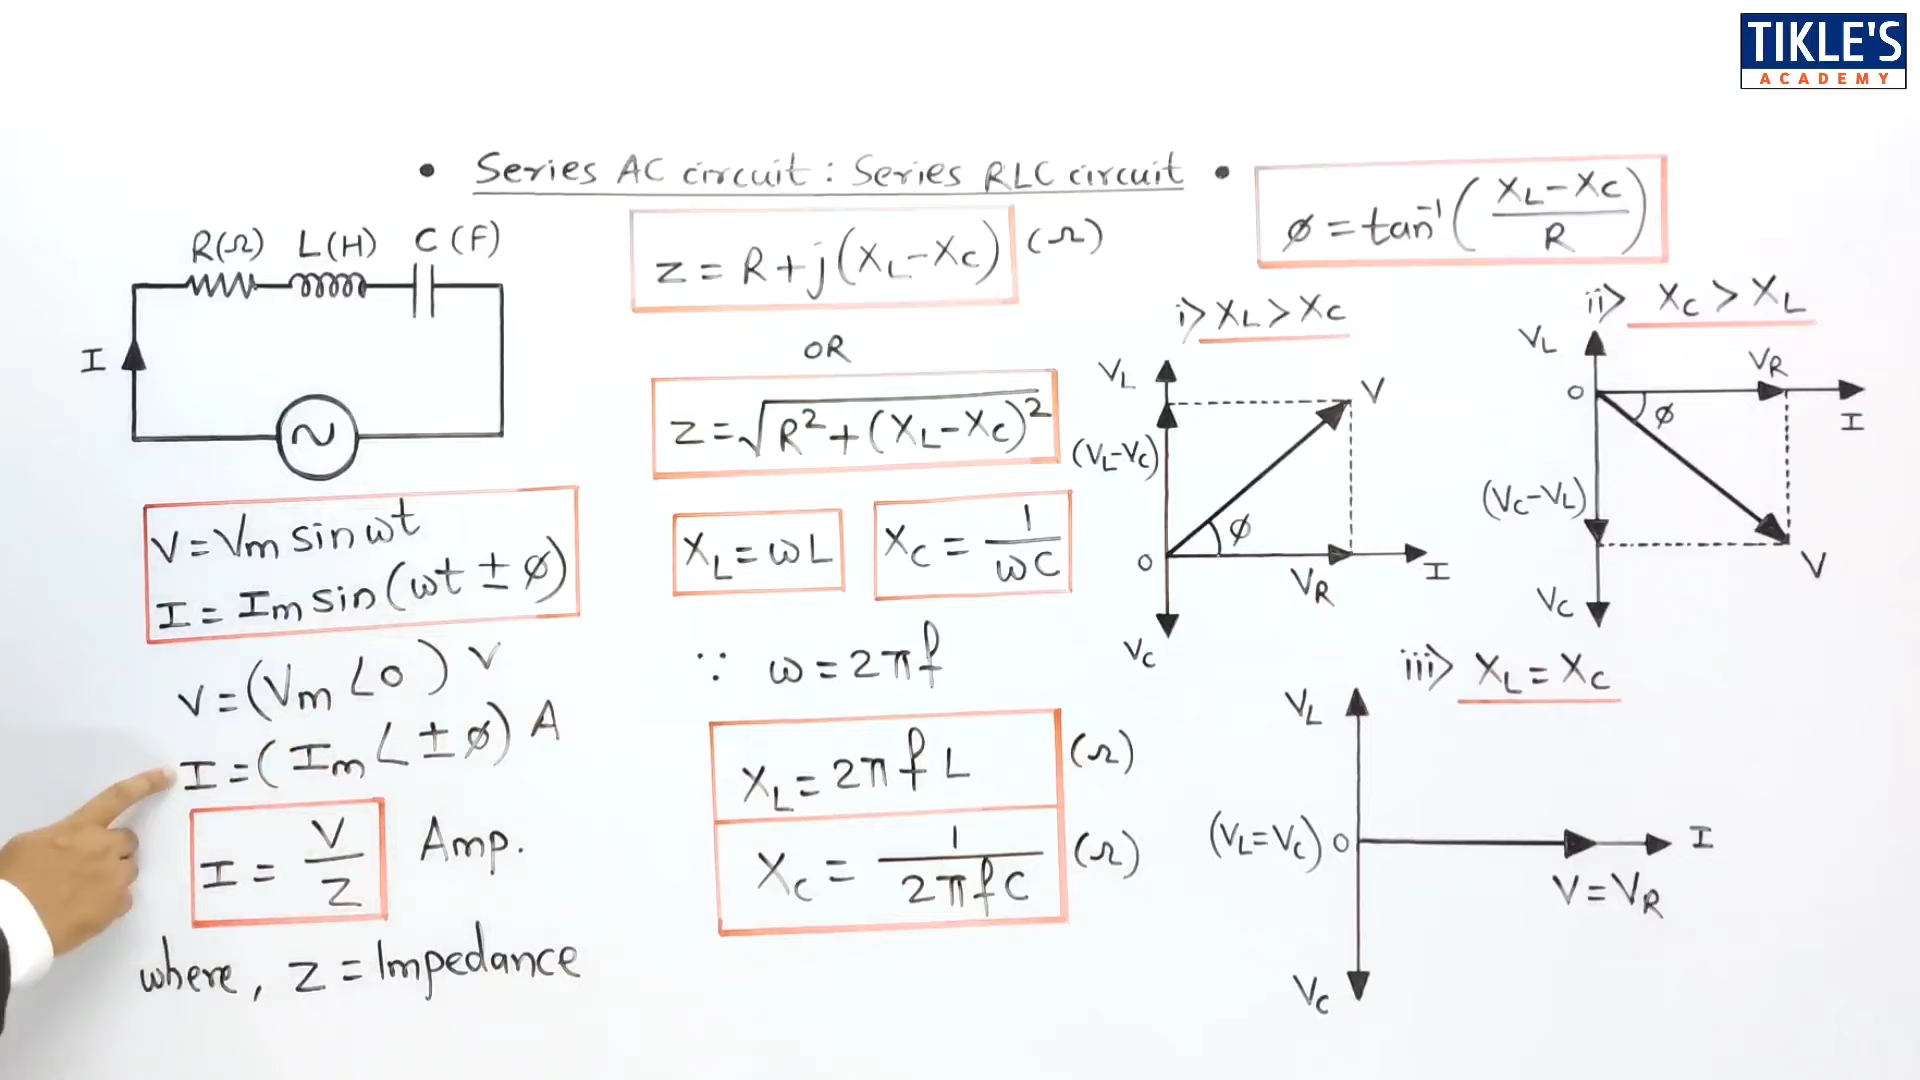 TIKLE'S
ACADEMY
• Series AC circuit : Series RLC circuit •
R(Ω) L(H) C (F)
I
V = Vm sin ωt
I = Im sin (ωt ± ø)
V = (Vm ∠0) V
I = (Im ∠ ± ø) A
I = V/Z Amp.
where, Z = Impedance
Z = R + j (XL - XC) (Ω)
OR
Z = √R² + (XL - XC)²
XL = ωL
XC = 1/ωC
∵ ω = 2πf
XL = 2πfL (Ω)
XC = 1/2πfC (Ω)
ø = tan⁻¹ (XL - XC / R)
i> XL > XC
VL
V
(VL-VC)
ø
O
VR
I
VC
ii> XC > XL
VL
VR
O
ø
I
(VC-VL)
V
VC
iii> XL = XC
VL
(VL=VC) O
I
V = VR
VC